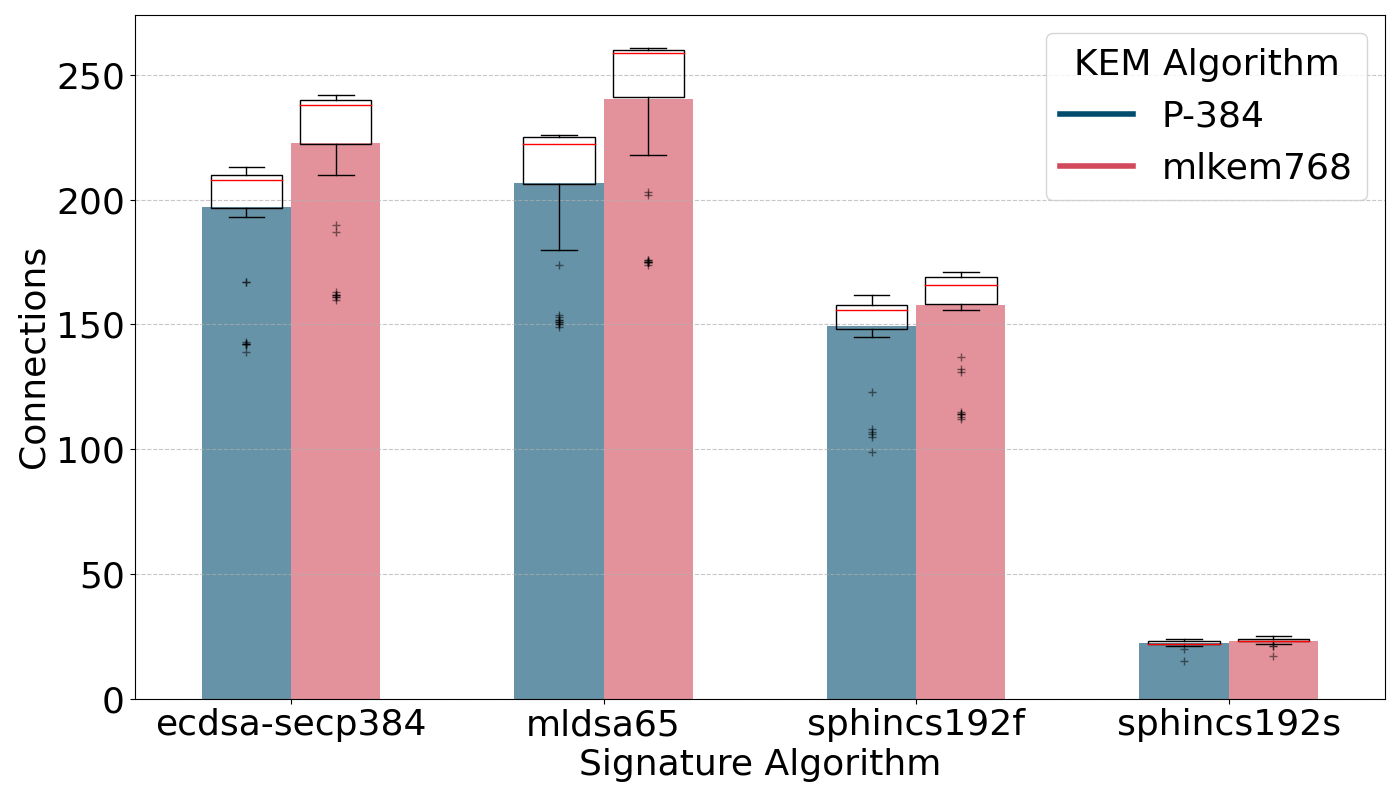 KEM Algorithm
P-384
mlkem768
Connections
250
200
150
100
50
0
ecdsa-secp384 mldsa65 sphincs192f sphincs192s
Signature Algorithm